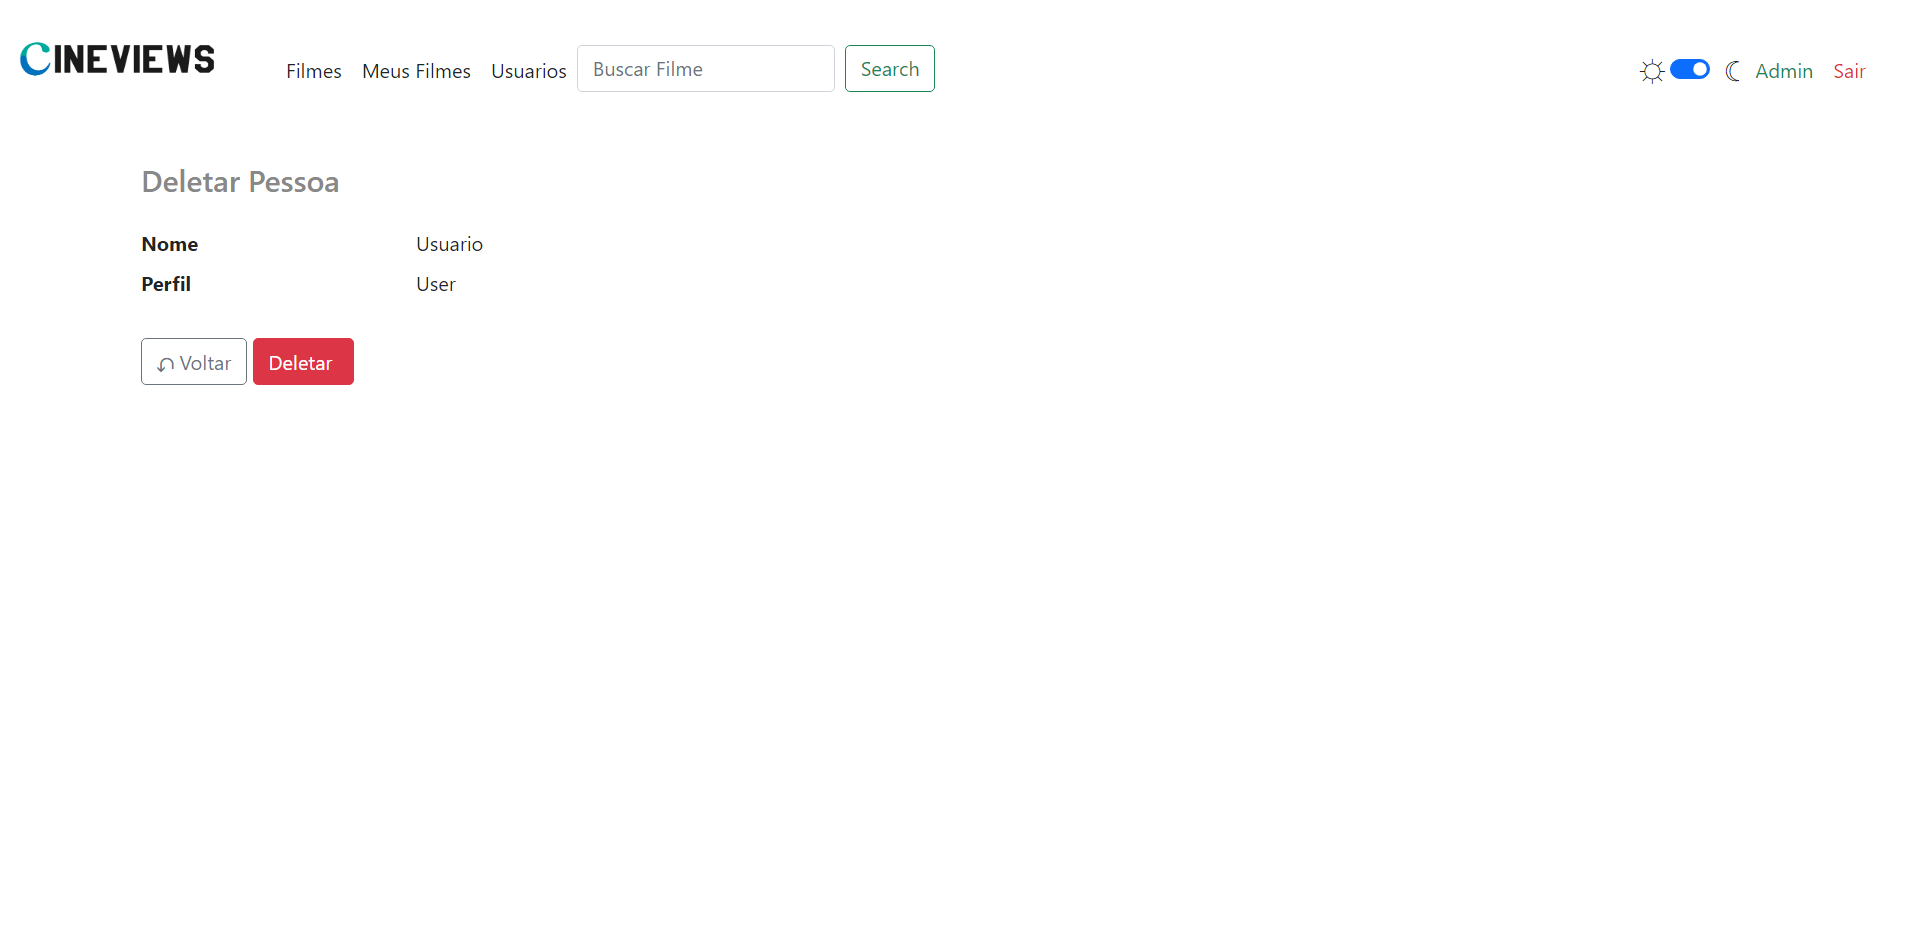 CINEVIEWS Filmes Meus Filmes Usuarios Buscar Filme Search Admin Sair
Deletar Pessoa
Nome Usuario
Perfil User
Voltar Deletar